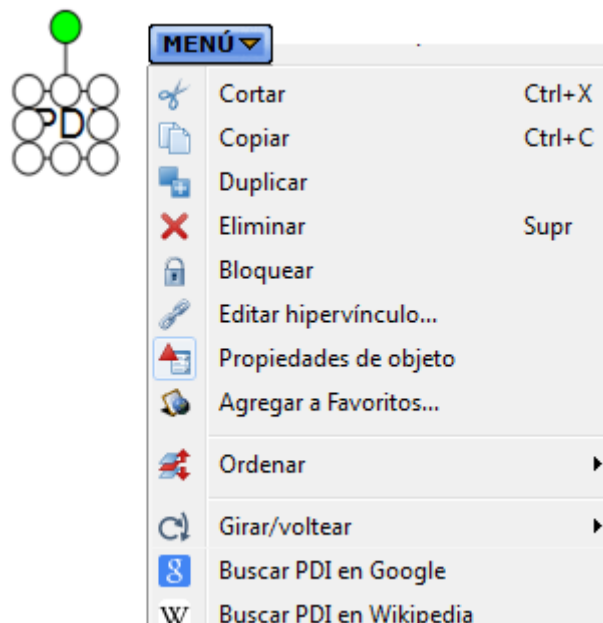 MENÚ
PDI
Cortar Ctrl+X
Copiar Ctrl+C
Duplicar
Eliminar Supr
Bloquear
Editar hipervínculo...
Propiedades de objeto
Agregar a Favoritos...
Ordenar
Girar/voltear
Buscar PDI en Google
Buscar PDI en Wikipedia